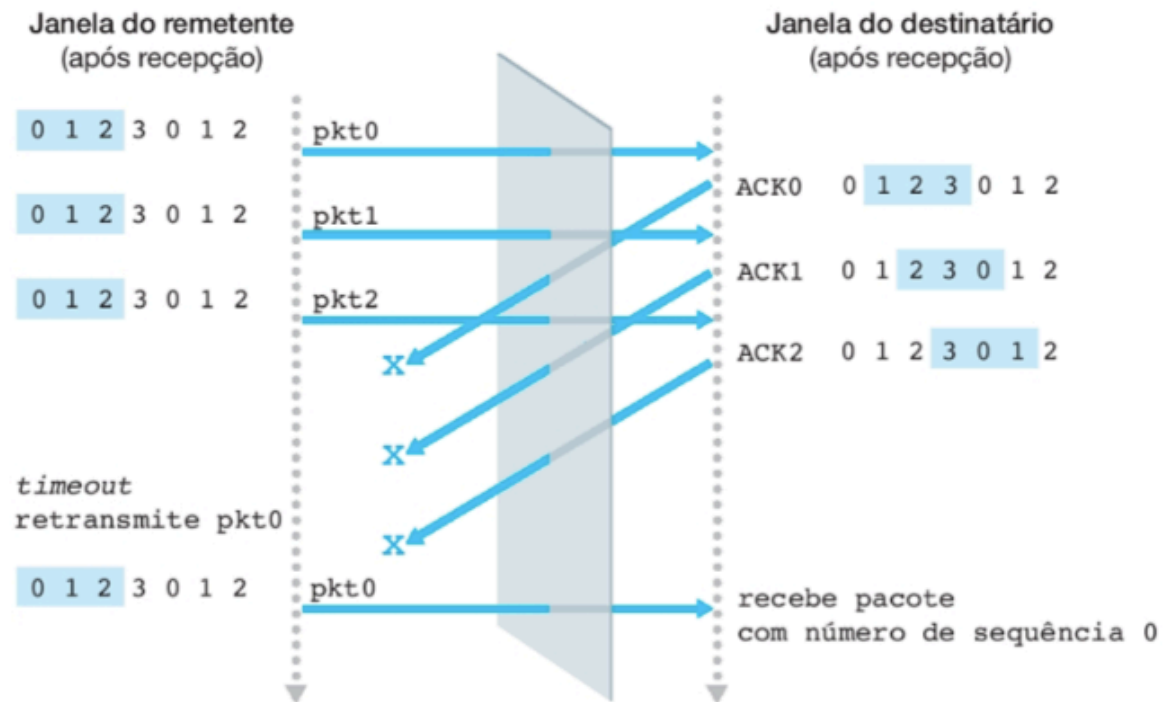 Janela do remetente
(após recepção)
Janela do destinatário
(após recepção)
0 1 2 3 0 1 2
pkt0
ACK0 0 1 2 3 0 1 2
0 1 2 3 0 1 2
pkt1
ACK1 0 1 2 3 0 1 2
0 1 2 3 0 1 2
pkt2
ACK2 0 1 2 3 0 1 2
x
x
timeout
retransmite pkt0
x
0 1 2 3 0 1 2
pkt0
recebe pacote
com número de sequência 0